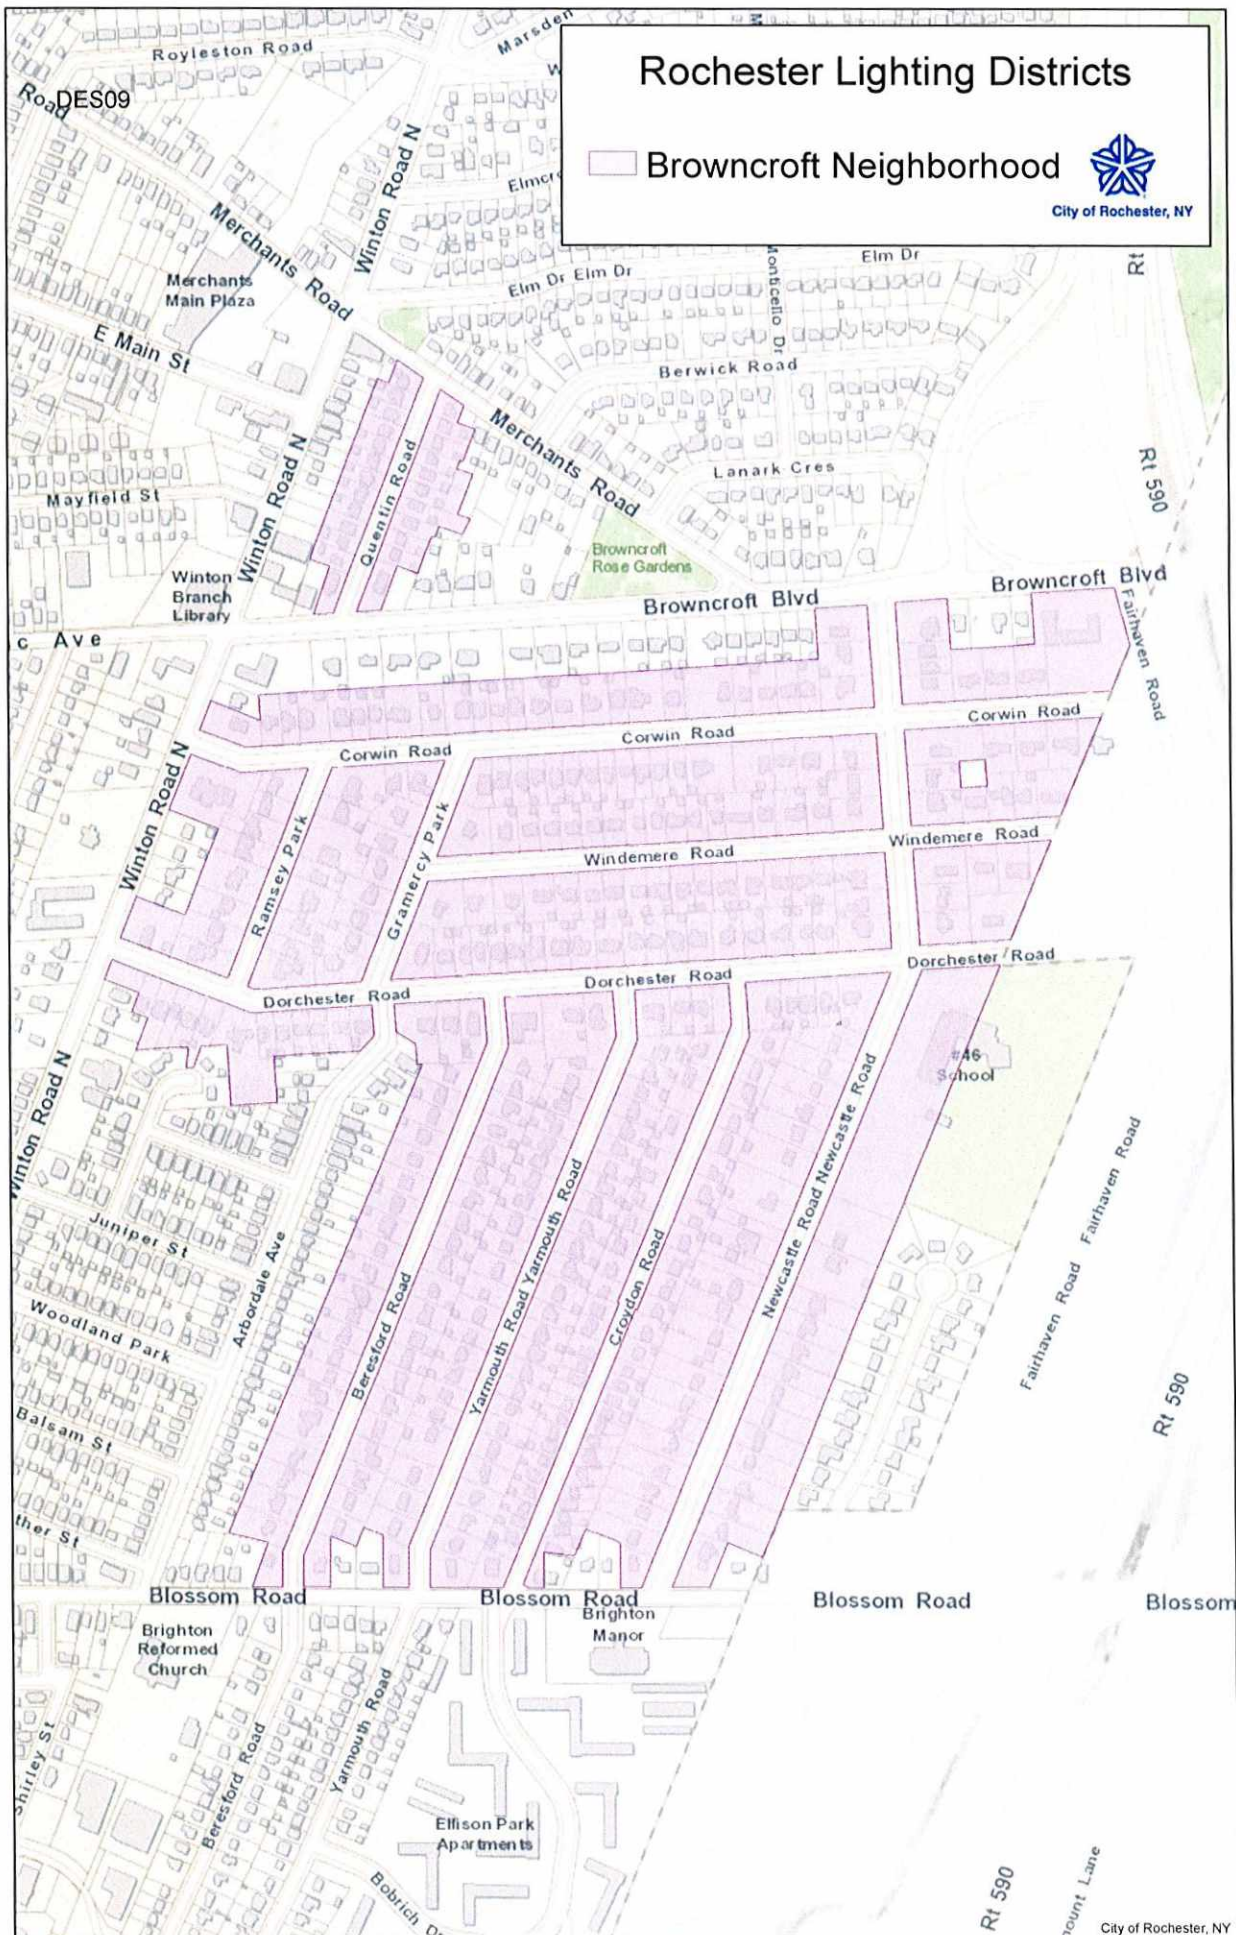 Rochester Lighting Districts
Browncroft Neighborhood
City of Rochester, NY
Royleston Road
Marsden
Road
DES09
Winton Road N
Merchants Road
Merchants
Main Plaza
E Main St
Elm Dr Elm Dr
Elm Dr
Monticello Dr
Rt
Berwick Road
Merchants Road
Lanark Cres
Rt 590
Quentin Road
Winton Road N
Mayfield St
Browncroft
Rose Gardens
Winton
Branch
Library
Browncroft Blvd
Browncroft Blvd
Fairhaven Road
c Ave
Corwin Road
Corwin Road
Corwin Road
Winton Road N
Ramsey Park
Gramercy Park
Windemere Road
Windemere Road
Dorchester Road
Dorchester Road
Dorchester Road
#46
School
Winton Road N
Juniper St
Arbordale Ave
Woodland Park
Balsam St
ther St
Beresford Road
Yarmouth Road Yarmouth Road
Croydon Road
Newcastle Road Newcastle Road
Fairhaven Road Fairhaven Road
Rt 590
Blossom Road
Blossom Road
Blossom Road
Blossom
Brighton
Reformed
Church
Brighton
Manor
Shirley St
Beresford Road
Yarmouth Road
Ellison Park
Apartments
Bobrich
Rt 590
mount Lane
City of Rochester, NY